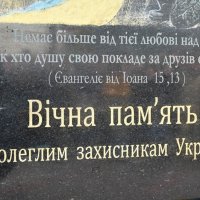 Немає більше від тієї любові над
хто душу свою покладе за друзів
( Євангеліє від Іоана 15 ,13 )
Вічна пам'ять
олеглим захисникам Укр